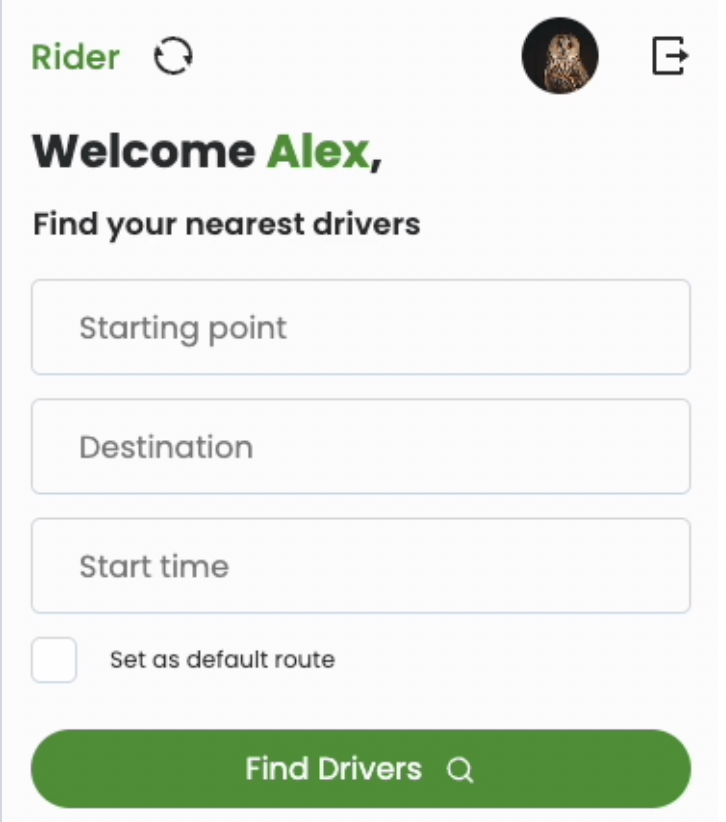 Rider
Welcome Alex,
Find your nearest drivers
Starting point
Destination
Start time
Set as default route
Find Drivers